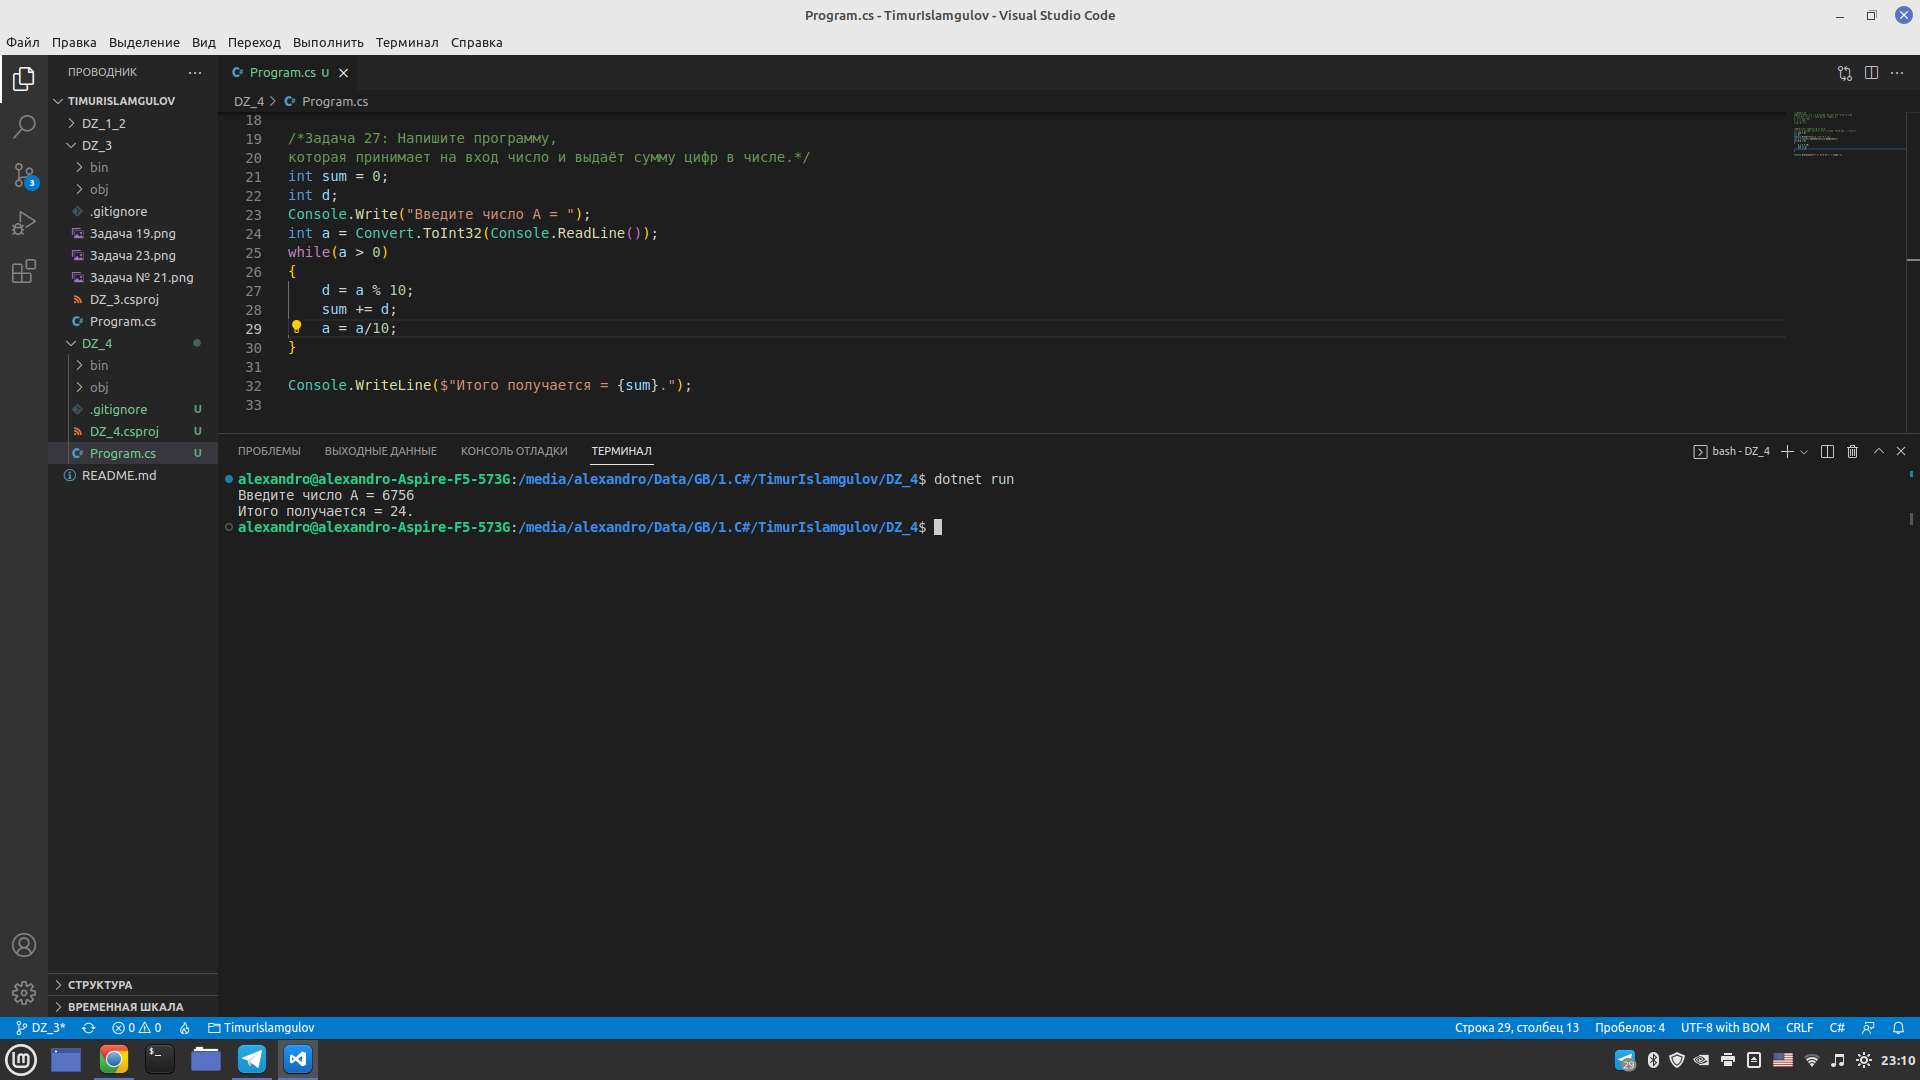 Program.cs - TimurIslamgulov - Visual Studio Code
Файл Правка Выделение Вид Переход Выполнить Терминал Справка
ПРОВОДНИК
TIMURISLAMGULOV
DZ_1_2
DZ_3
bin
obj
.gitignore
Задача 19.png
Задача 23.png
Задача № 21.png
DZ_3.csproj
Program.cs
DZ_4
bin
obj
.gitignore U
DZ_4.csproj U
Program.cs U
README.md
СТРУКТУРА
ВРЕМЕННАЯ ШКАЛА
3
Program.cs U
DZ_4 > Program.cs
18
19 /*Задача 27: Напишите программу,
20 которая принимает на вход число и выдаёт сумму цифр в числе.*/
21 int sum = 0;
22 int d;
23 Console.Write("Введите число A = ");
24 int a = Convert.ToInt32(Console.ReadLine());
25 while(a > 0)
26 {
27 d = a % 10;
28 sum += d;
29 a = a/10;
30 }
31
32 Console.WriteLine($"Итого получается = {sum}.");
33
ПРОБЛЕМЫ ВЫХОДНЫЕ ДАННЫЕ КОНСОЛЬ ОТЛАДКИ ТЕРМИНАЛ
bash - DZ_4
alexandro@alexandro-Aspire-F5-573G:/media/alexandro/Data/GB/1.C#/TimurIslamgulov/DZ_4$ dotnet run
Введите число A = 6756
Итого получается = 24.
alexandro@alexandro-Aspire-F5-573G:/media/alexandro/Data/GB/1.C#/TimurIslamgulov/DZ_4$
DZ_3* 0 0 TimurIslamgulov
Строка 29, столбец 13 Пробелов: 4 UTF-8 with BOM CRLF C#
29 23:10